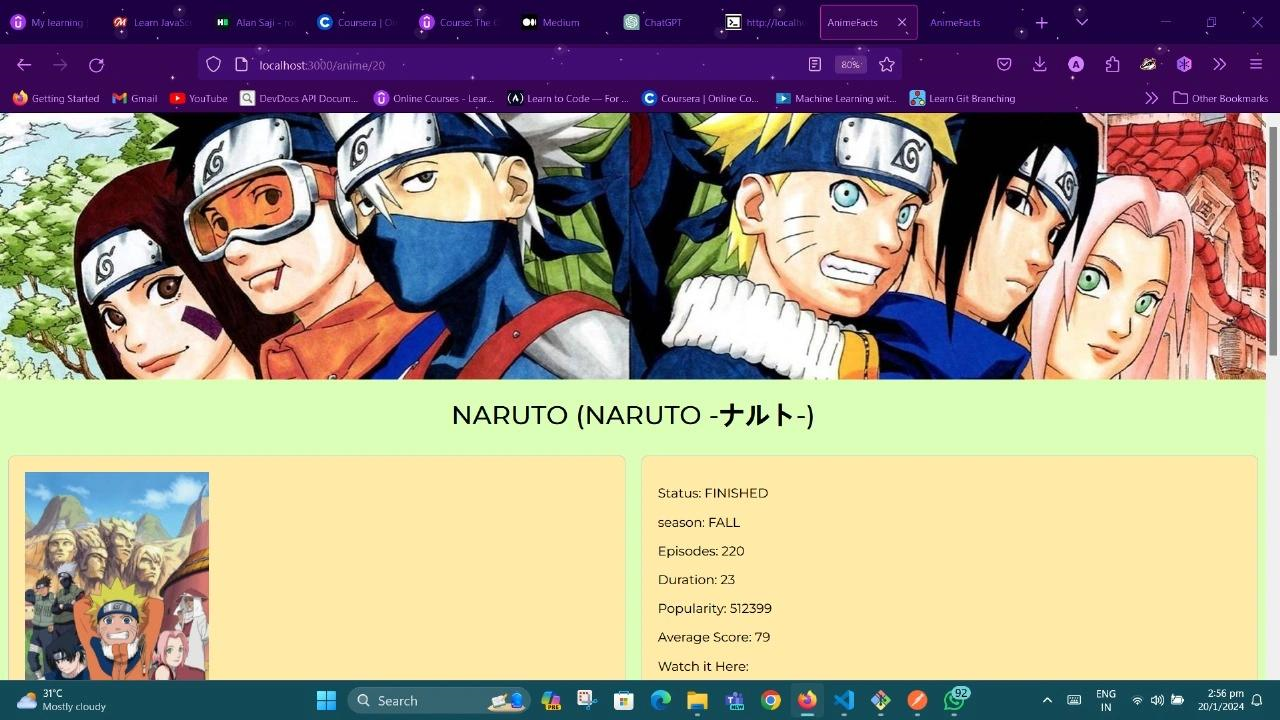 My learning
Learn JavaSc
Alan Saji - ro
Coursera | O
Course: The C
Medium
ChatGPT
http://localh
AnimeFacts
AnimeFacts
localhost:3000/anime/20
80%
Getting Started
Gmail
YouTube
DevDocs API Docum...
Online Courses - Lear...
Learn to Code — For ...
Coursera | Online Co...
Machine Learning wit...
Learn Git Branching
Other Bookmarks
NARUTO (NARUTO -ナルト-)
Status: FINISHED
season: FALL
Episodes: 220
Duration: 23
Popularity: 512399
Average Score: 79
Watch it Here:
31°C
Mostly cloudy
Search
PRE
NEW
92
ENG
IN
2:56 pm
20/1/2024